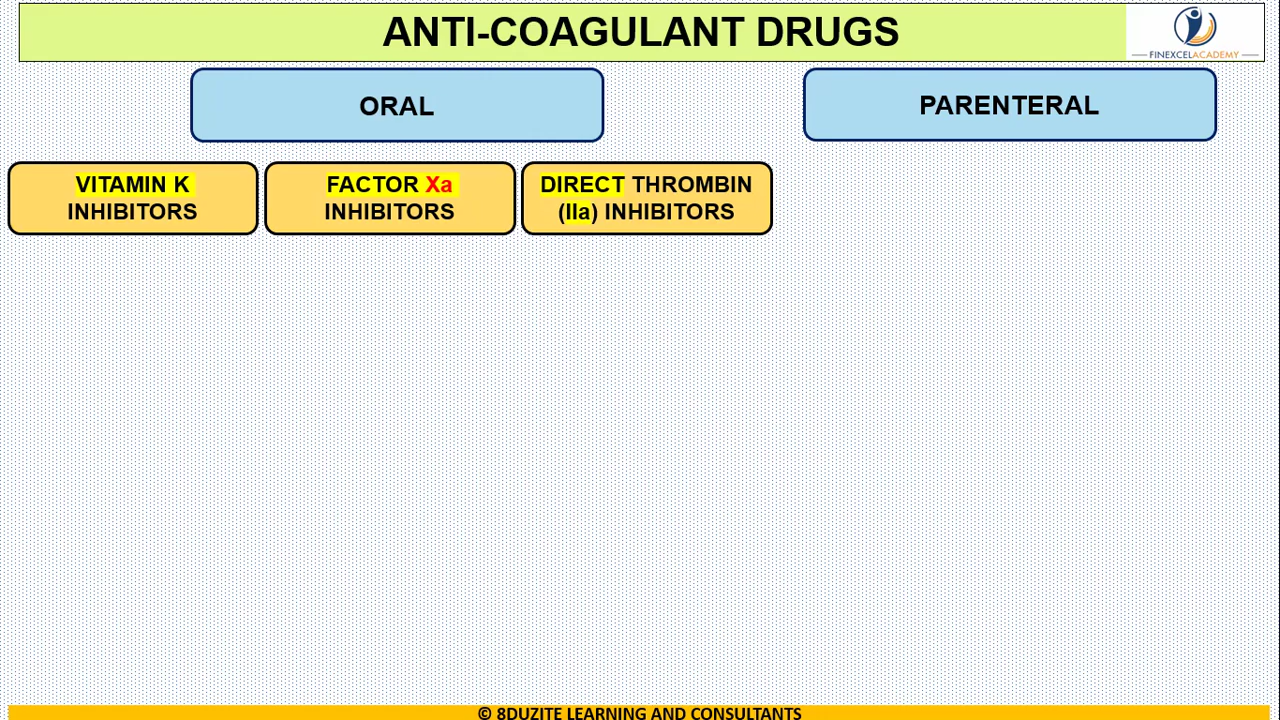 ANTI-COAGULANT DRUGS
FINEXCELACADEMY
ORAL
PARENTERAL
VITAMIN K
INHIBITORS
FACTOR Xa
INHIBITORS
DIRECT THROMBIN
(IIa) INHIBITORS
© 8DUZITE LEARNING AND CONSULTANTS